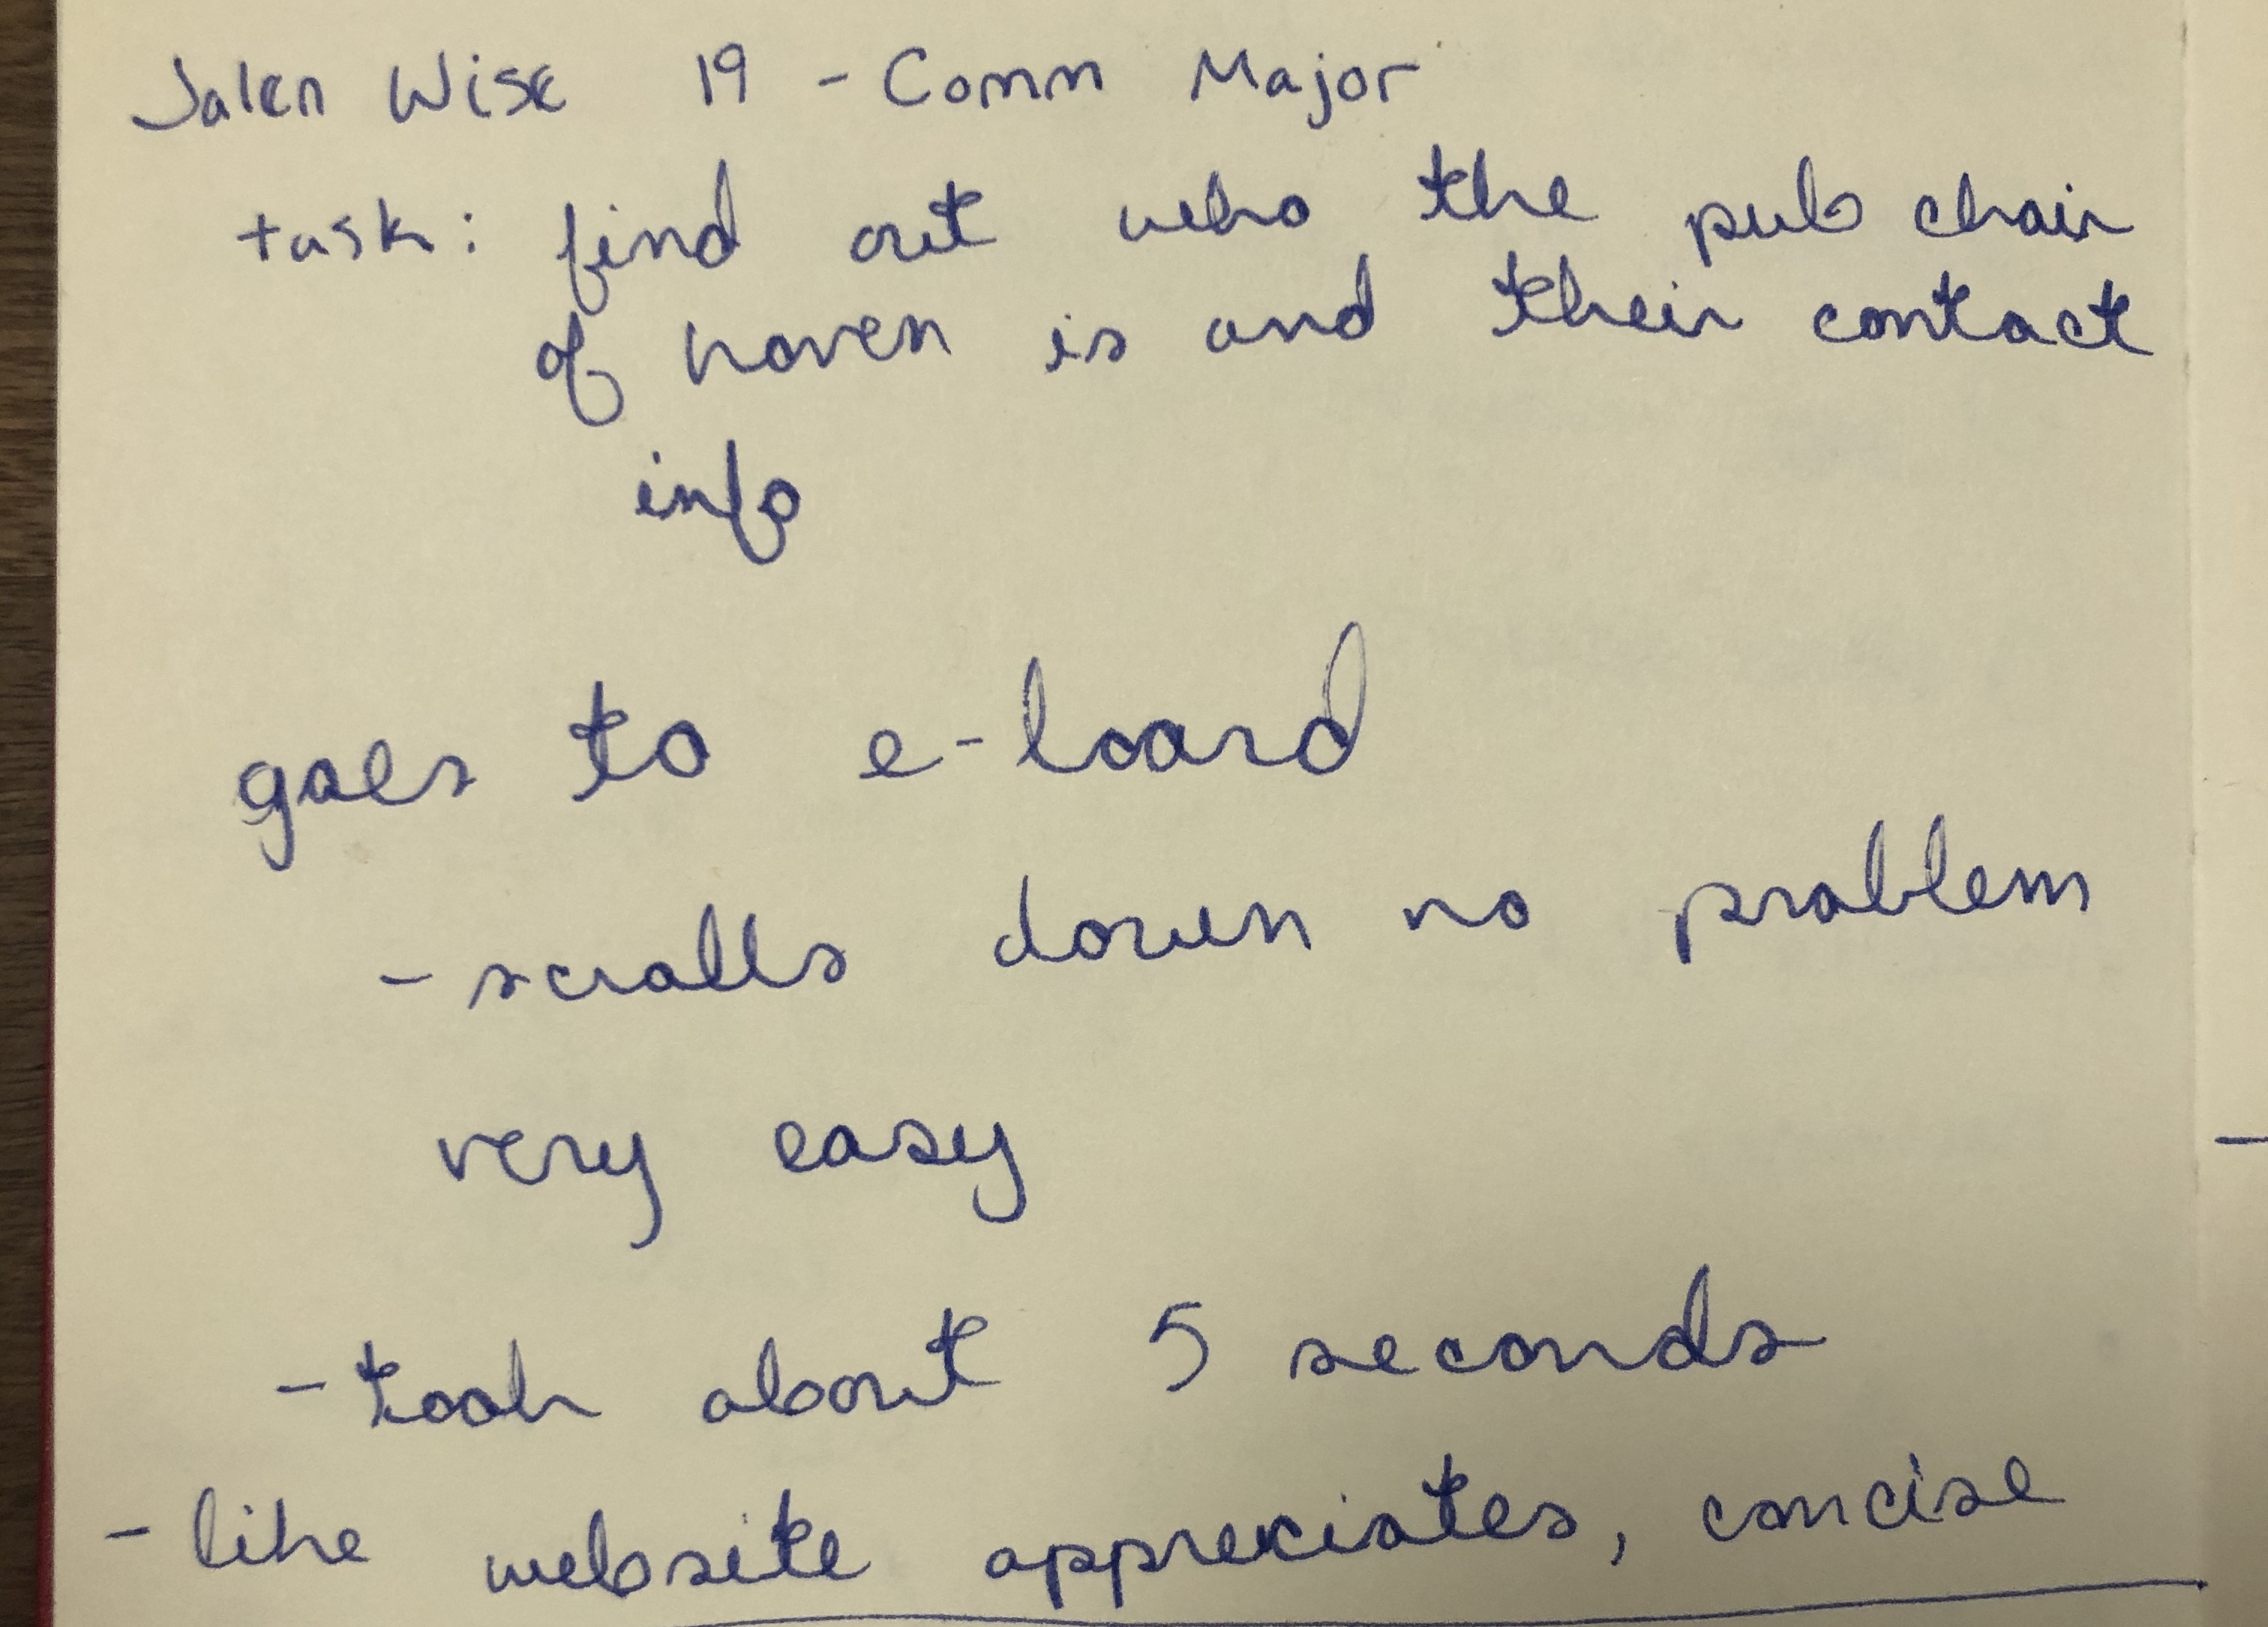 Jalen Wise 19 - Comm Major
task: find out who the pub chair
of haven is and their contact
info
goes to e-board
- scrolls down no problem
very easy
- took about 5 seconds
- like website appreciates, concise